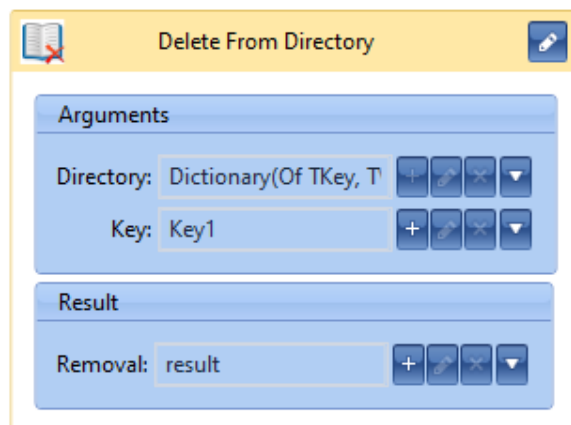 Delete From Directory
Arguments
Directory: Dictionary(Of TKey, T
Key: Key1
Result
Removal: result